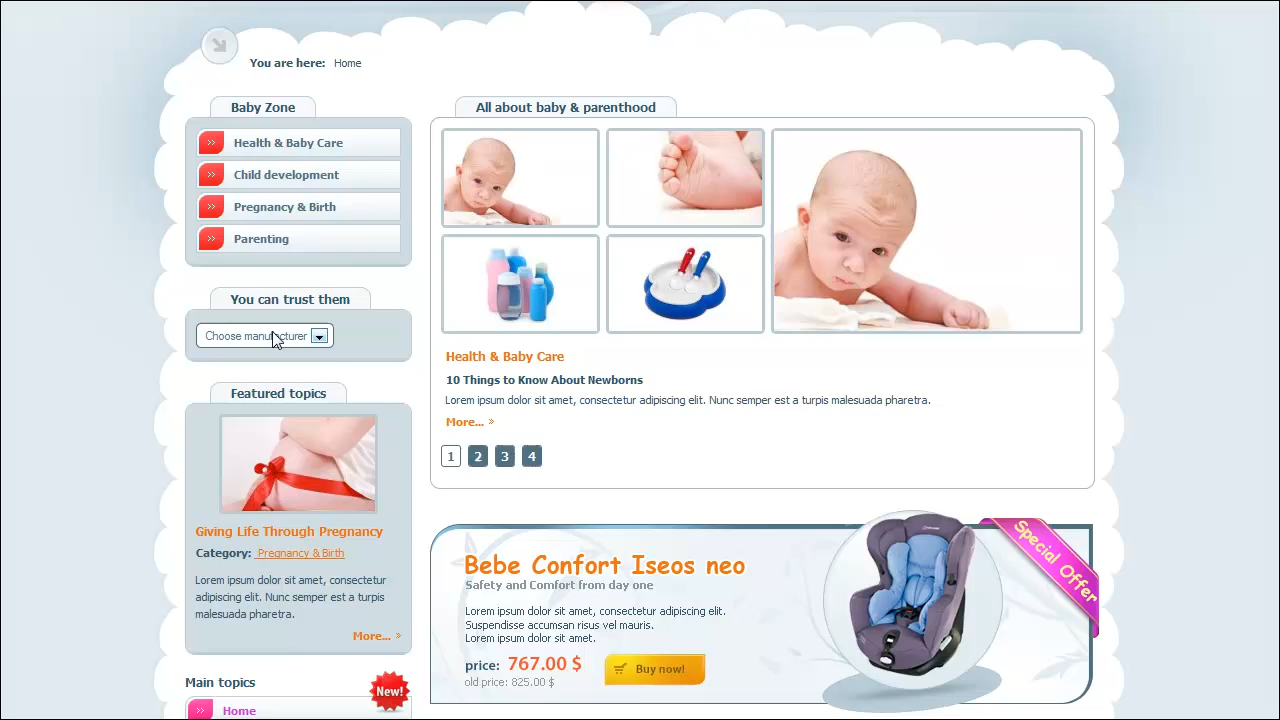 You are here: Home
Baby Zone
Health & Baby Care
Child development
Pregnancy & Birth
Parenting
You can trust them
Choose manufacturer
Featured topics
Giving Life Through Pregnancy
Category: Pregnancy & Birth
Lorem ipsum dolor sit amet, consectetur
adipiscing elit. Nunc semper est a turpis
malesuada pharetra.
More... »
Main topics
New!
Home
All about baby & parenthood
Health & Baby Care
10 Things to Know About Newborns
Lorem ipsum dolor sit amet, consectetur adipiscing elit. Nunc semper est a turpis malesuada pharetra.
More... »
1 2 3 4
Bebe Confort Iseos neo
Safety and Comfort from day one
Lorem ipsum dolor sit amet, consectetur adipiscing elit.
Suspendisse accumsan risus vel mauris.
Lorem ipsum dolor sit amet.
price: 767.00 $
old price: 825.00 $
Buy now!
Special Offer